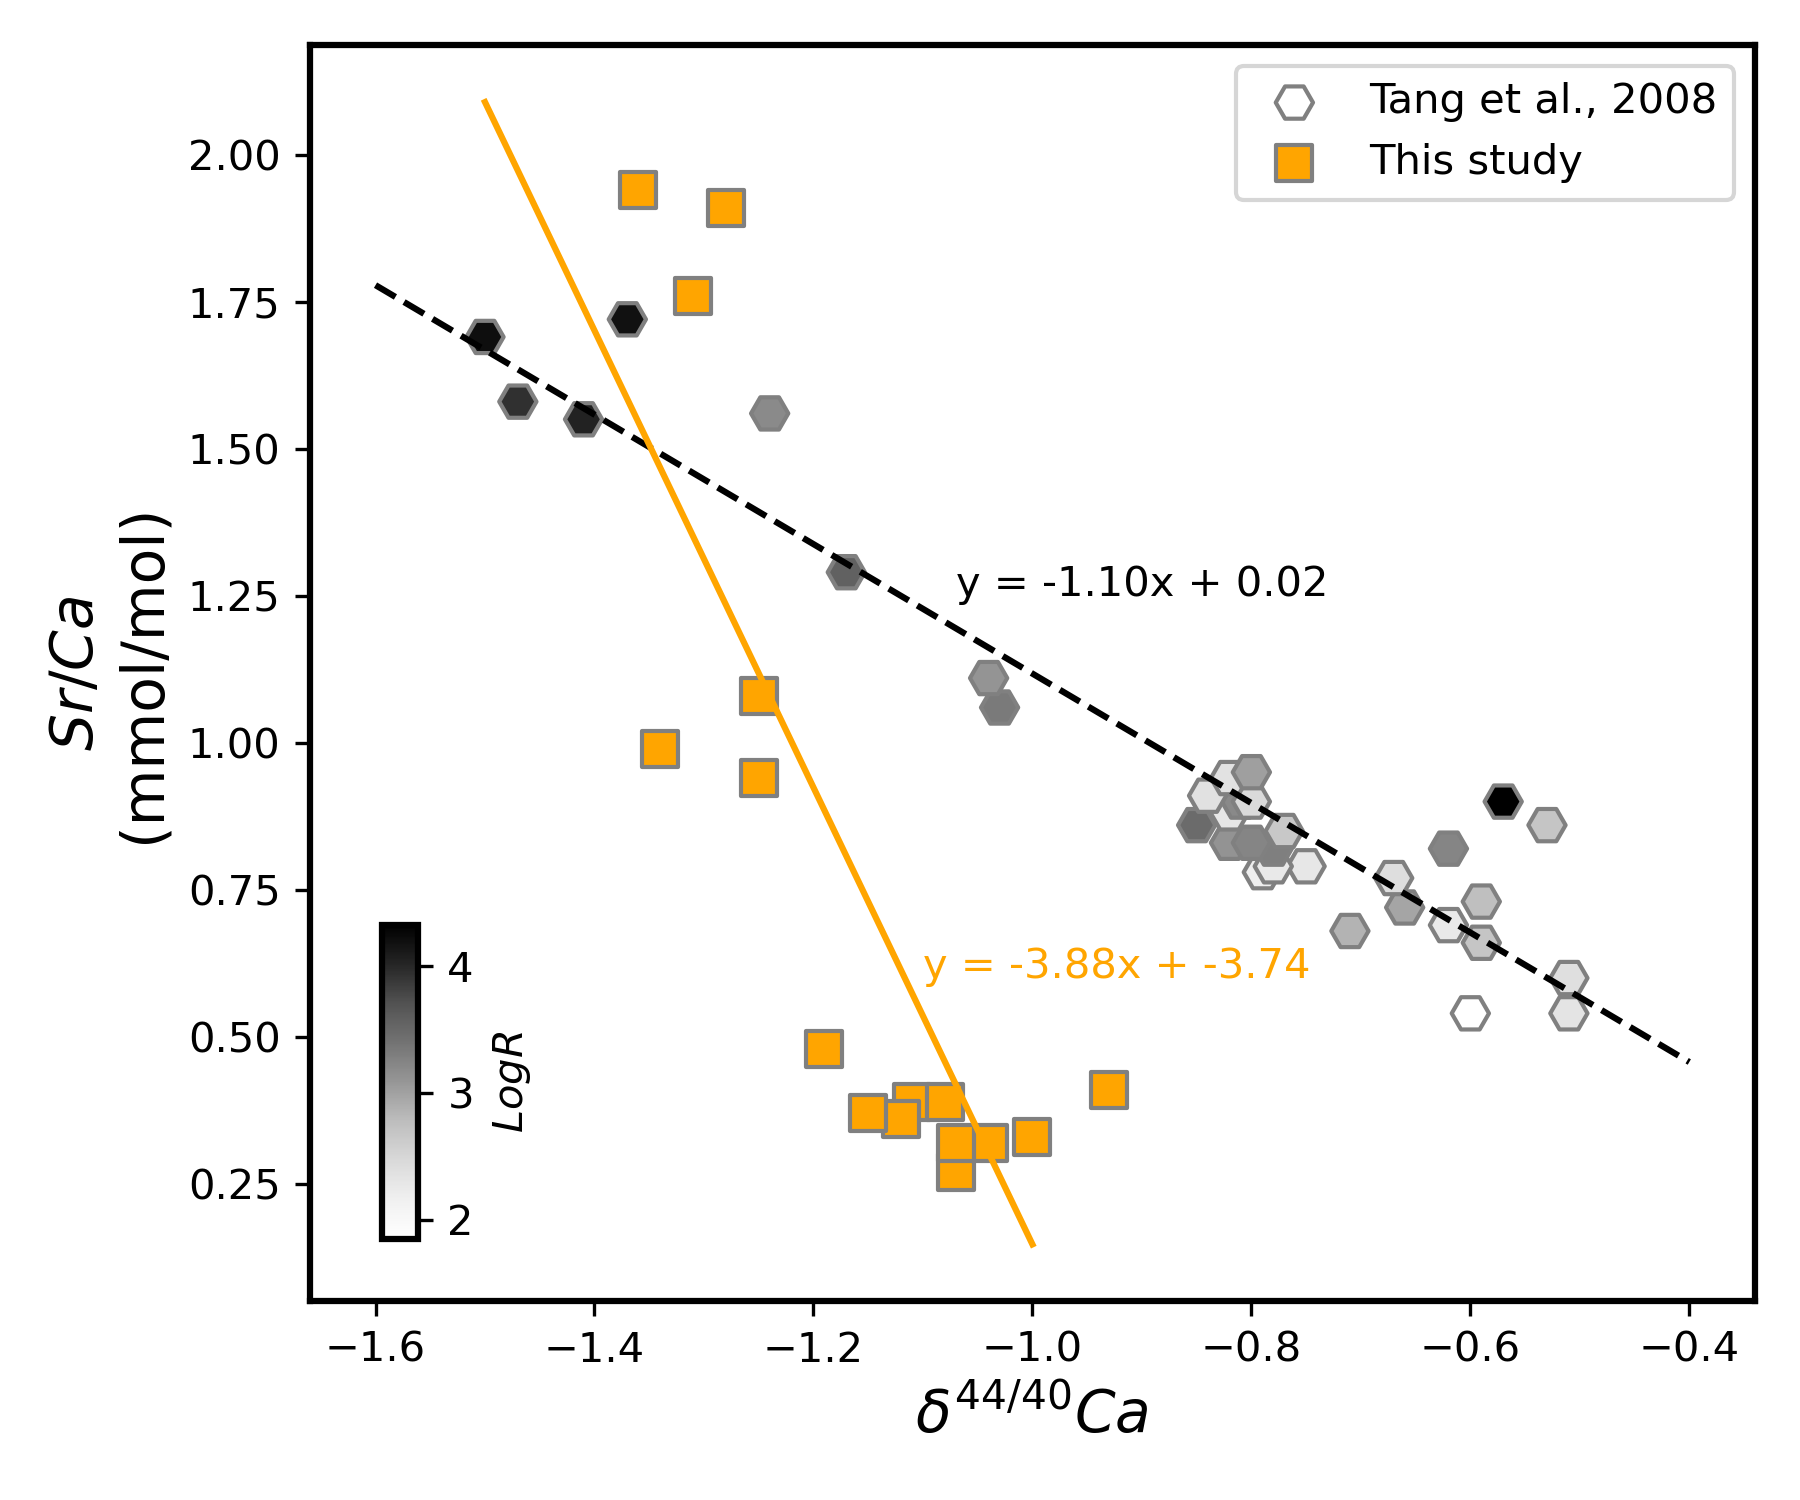 Tang et al., 2008
This study
2.00
1.75
1.50
1.25
1.00
0.75
0.50
0.25
Sr/Ca
(mmol/mol)
y = -1.10x + 0.02
y = -3.88x + -3.74
4
3
2
LogR
−1.6 −1.4 −1.2 −1.0 −0.8 −0.6 −0.4
δ⁴⁴/⁴⁰Ca